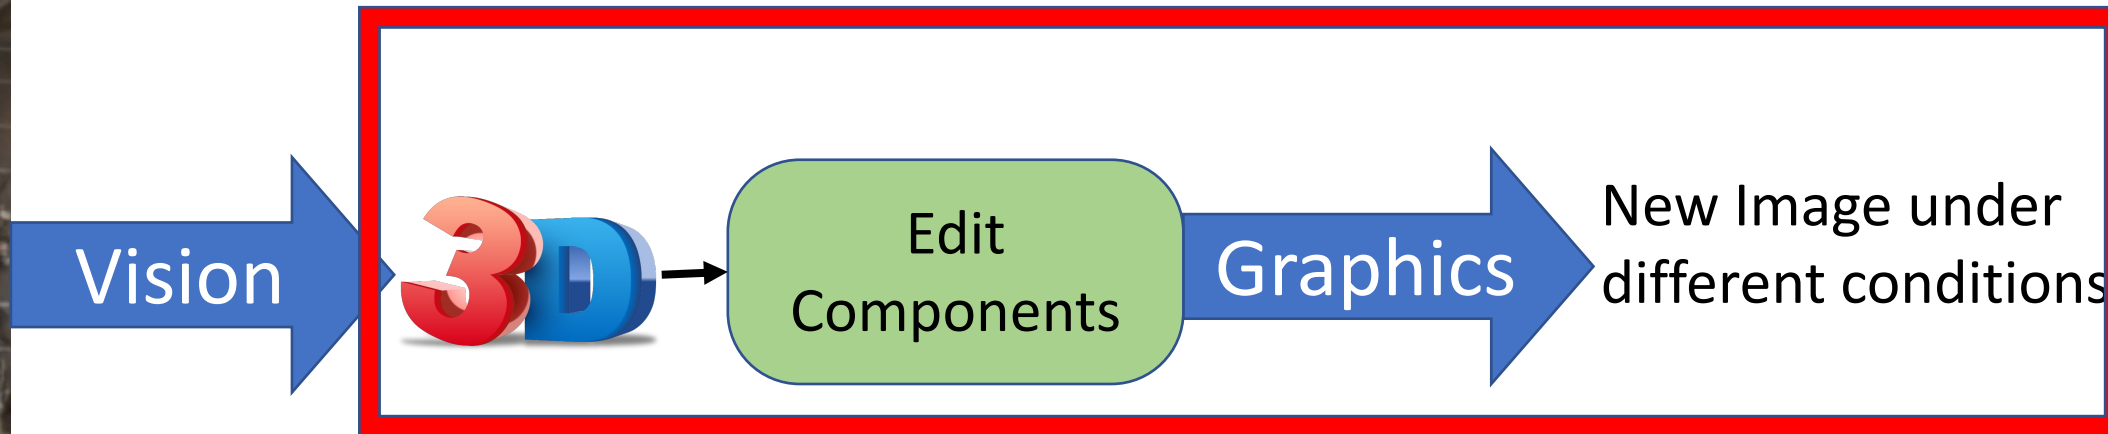 Vision
3D
Edit
Components
Graphics
New Image under
different conditions